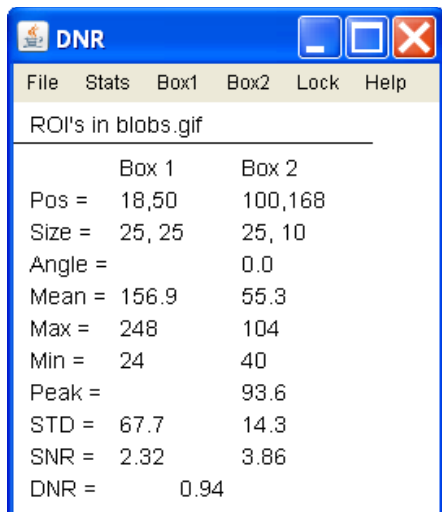 DNR
File Stats Box1 Box2 Lock Help
ROI's in blobs.gif
Box 1 Box 2
Pos = 18,50 100,168
Size = 25, 25 25, 10
Angle = 0.0
Mean = 156.9 55.3
Max = 248 104
Min = 24 40
Peak = 93.6
STD = 67.7 14.3
SNR = 2.32 3.86
DNR = 0.94